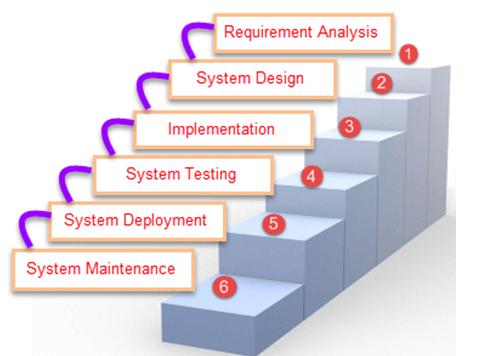 Requirement Analysis
1
System Design
2
Implementation
3
System Testing
4
System Deployment
5
System Maintenance
6